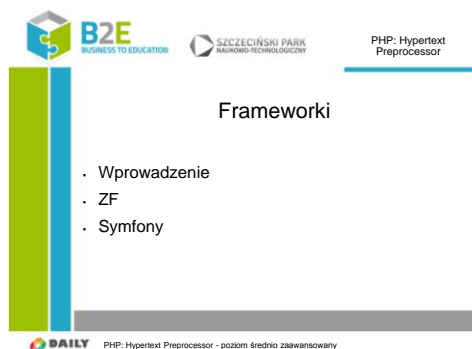 B2E
BUSINESS TO EDUCATION
SZCZECIŃSKI PARK
NAUKOWO-TECHNOLOGICZNY
PHP: Hypertext
Preprocessor
Frameworki
• Wprowadzenie
• ZF
• Symfony
DAILY
PHP: Hypertext Preprocessor - poziom średnio zaawansowany